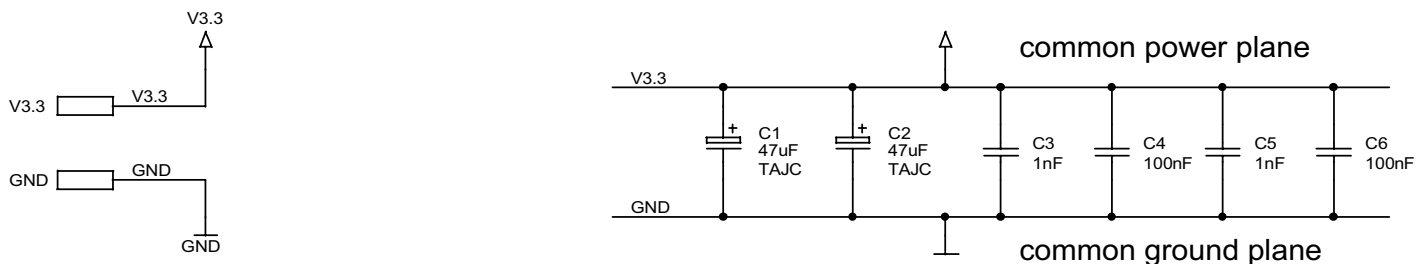 V3.3
V3.3
V3.3
GND
GND
GND
common power plane
V3.3
+
C1
47uF
TAJC
+
C2
47uF
TAJC
C3
1nF
C4
100nF
C5
1nF
C6
100nF
GND
common ground plane